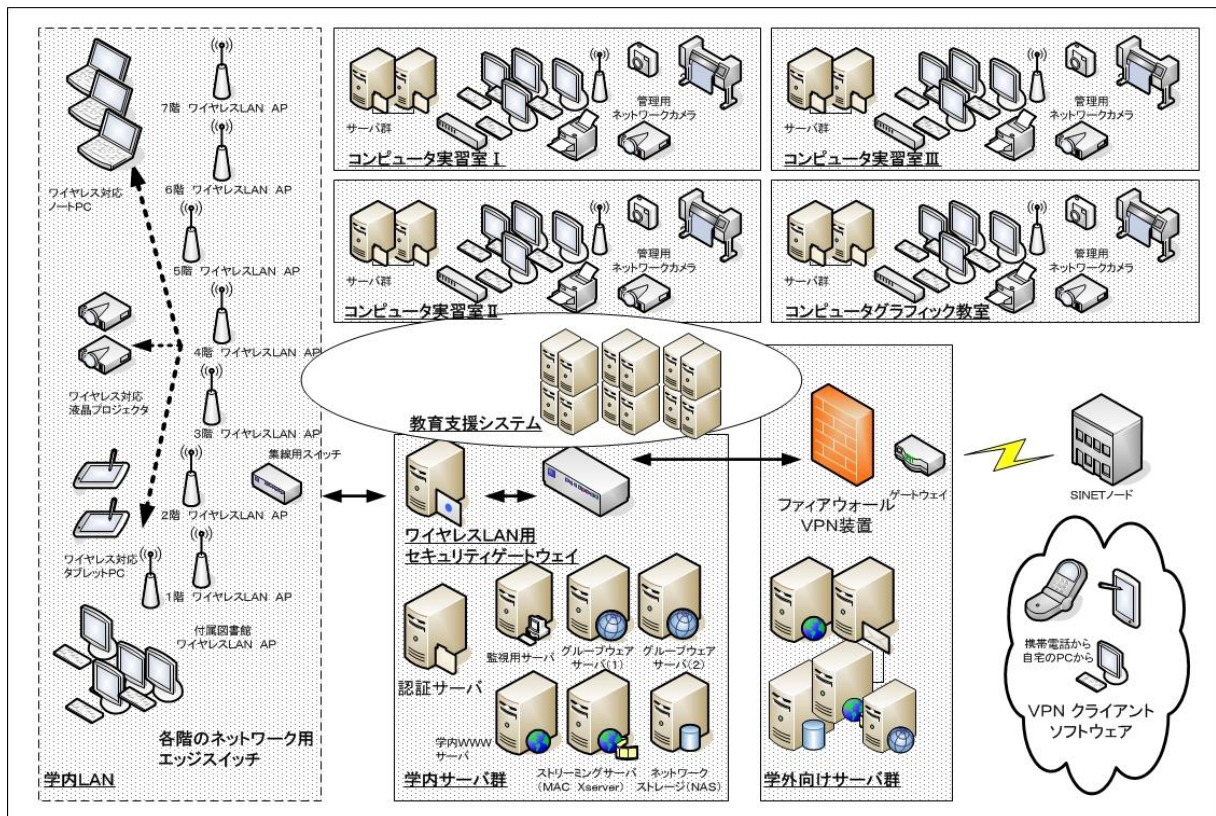 7階 ワイヤレスLAN AP
6階 ワイヤレスLAN AP
ワイヤレス対応
ノートPC
5階 ワイヤレスLAN AP
4階 ワイヤレスLAN AP
ワイヤレス対応
液晶プロジェクタ
3階 ワイヤレスLAN AP
集線用スイッチ
2階 ワイヤレスLAN AP
ワイヤレス対応
タブレットPC
1階 ワイヤレスLAN AP
付属図書館
ワイヤレスLAN AP
各階のネットワーク用
エッジスイッチ
学内LAN
サーバ群
管理用
ネットワークカメラ
コンピュータ実習室Ⅰ
サーバ群
管理用
ネットワークカメラ
コンピュータ実習室Ⅲ
サーバ群
管理用
ネットワークカメラ
コンピュータ実習室Ⅱ
サーバ群
管理用
ネットワークカメラ
コンピュータグラフィック教室
教育支援システム
ワイヤレスLAN用
セキュリティゲートウェイ
認証サーバ
監視用サーバ
グループウェア
サーバ(1)
グループウェア
サーバ(2)
学内WWW
サーバ
ストリーミングサーバ
(MAC Xserver)
ネットワーク
ストレージ(NAS)
学内サーバ群
ファイアウォール
VPN装置
ゲートウェイ
学外向けサーバ群
SINETノード
携帯電話から
自宅のPCから
VPN クライアント
ソフトウェア